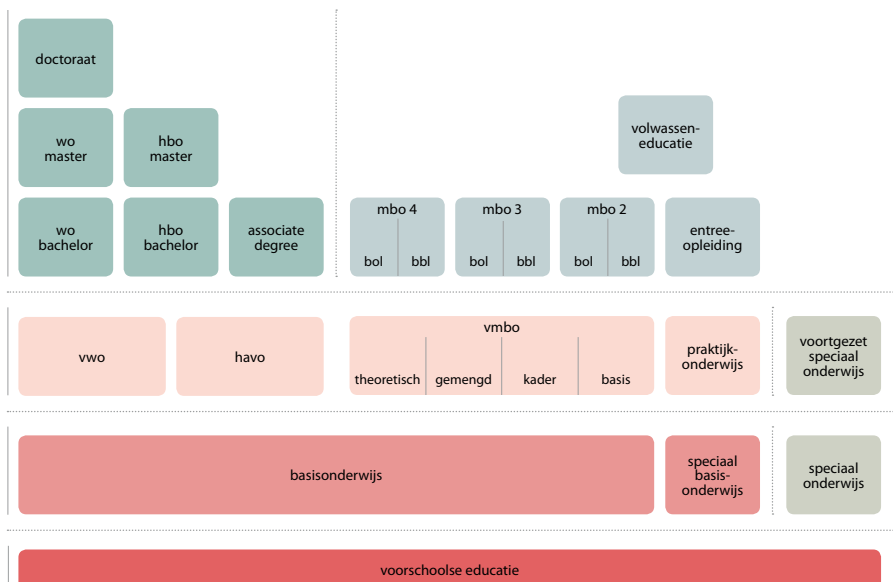 doctoraat
wo
master
hbo
master
volwassen-
educatie
wo
bachelor
hbo
bachelor
associate
degree
mbo 4
bol
bbl
mbo 3
bol
bbl
mbo 2
bol
bbl
entree-
opleiding
vwo
havo
vmbo
theoretisch
gemengd
kader
basis
praktijk-
onderwijs
voortgezet
speciaal
onderwijs
basisonderwijs
speciaal
basis-
onderwijs
speciaal
onderwijs
voorschoolse educatie